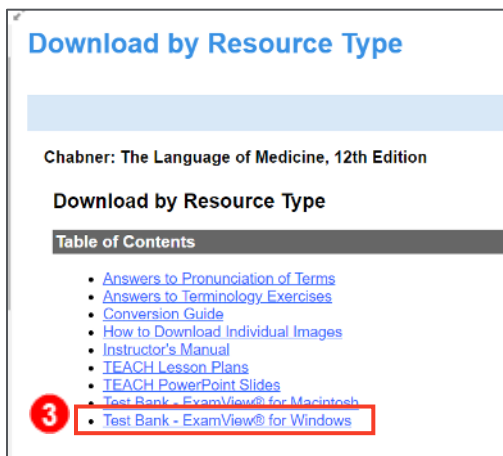 Download by Resource Type
Chabner: The Language of Medicine, 12th Edition
Download by Resource Type
Table of Contents
Answers to Pronunciation of Terms
Answers to Terminology Exercises
Conversion Guide
How to Download Individual Images
Instructor's Manual
TEACH Lesson Plans
TEACH PowerPoint Slides
Test Bank - ExamView® for Macintosh
3 Test Bank - ExamView® for Windows